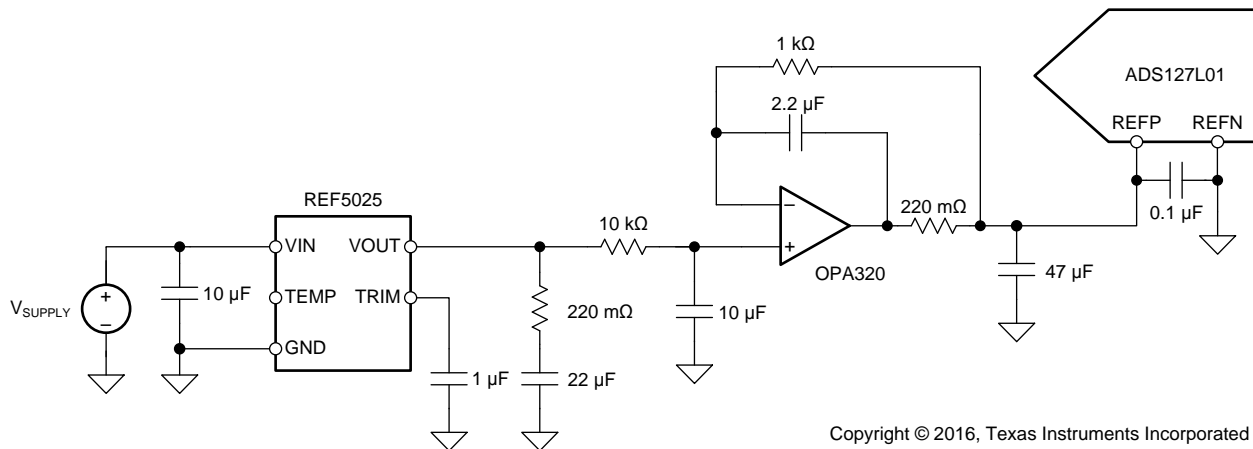 1 kΩ
ADS127L01
2.2 µF
REFP
REFN
REF5025
0.1 µF
10 kΩ
220 mΩ
VIN
VOUT
−
+
OPA320
+
−
VSUPPLY
10 µF
TEMP
TRIM
220 mΩ
10 µF
47 µF
GND
1 µF
22 µF
Copyright © 2016, Texas Instruments Incorporated